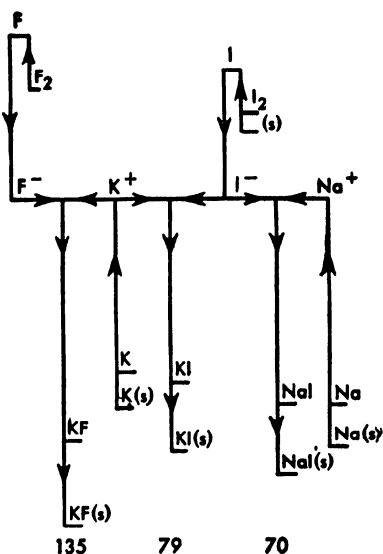 F
I
F2
I2
(s)
F- K+ I- Na+
K
KI
K(s)
NaI
Na
KF
KI(s)
NaI(s)
Na(s)
KF(s)
135 79 70